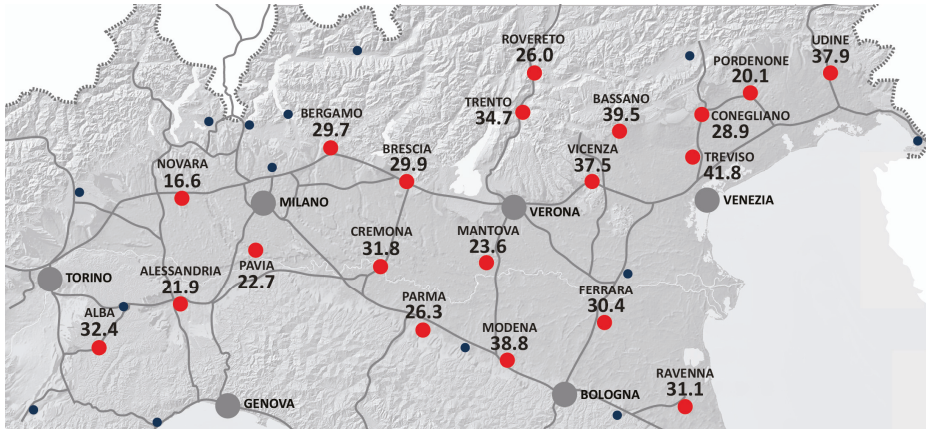 ROVERETO
26.0
UDINE
37.9
PORDENONE
20.1
TRENTO
34.7
BASSANO
39.5
CONEGLIANO
28.9
BERGAMO
29.7
BRESCIA
29.9
VICENZA
37.5
TREVISO
41.8
NOVARA
16.6
MILANO
VERONA
VENEZIA
CREMONA
31.8
MANTOVA
23.6
PAVIA
22.7
TORINO
ALESSANDRIA
21.9
FERRARA
30.4
ALBA
32.4
PARMA
26.3
MODENA
38.8
RAVENNA
31.1
GENOVA
BOLOGNA